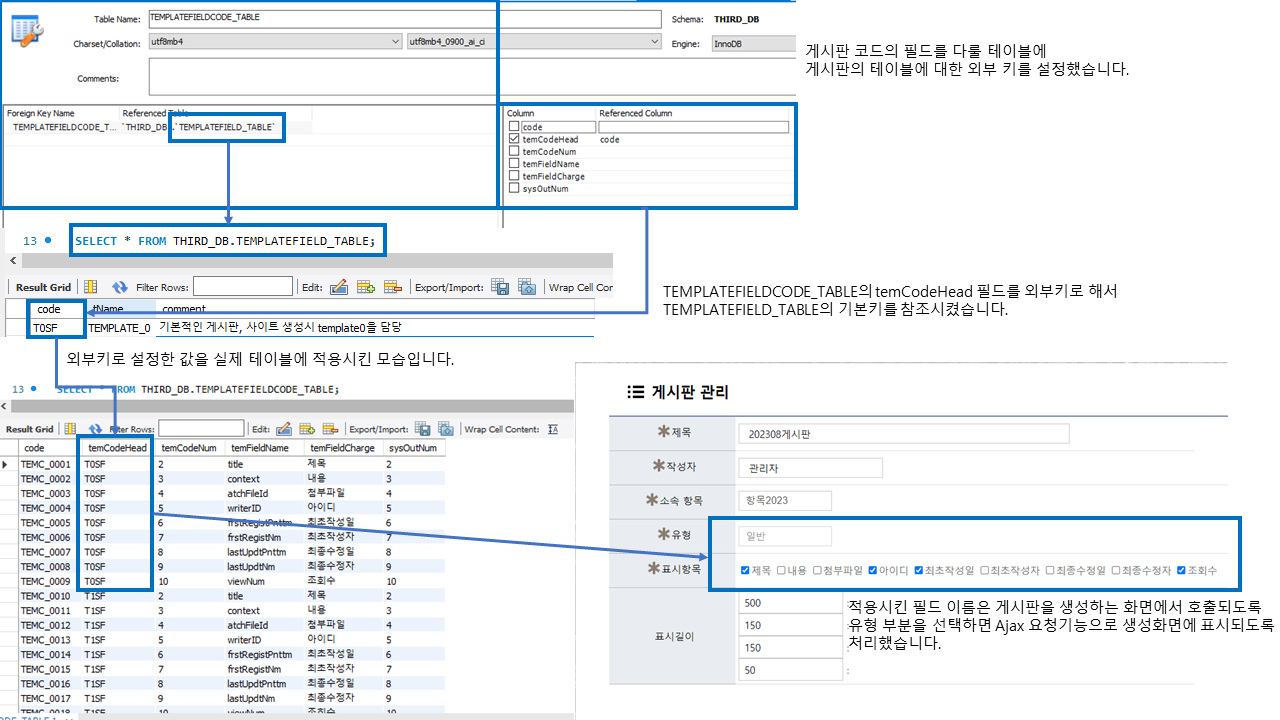 Table Name: TEMPLATEFIELDCODE_TABLE Schema: THIRD_DB
Charset/Collation: utf8mb4 utf8mb4_0900_ai_ci Engine: InnoDB
Comments:
게시판 코드의 필드를 다룰 테이블에
게시판의 테이블에 대한 외부 키를 설정했습니다.
Foreign Key Name Referenced Table
TEMPLATEFIELDCODE_T... `THIRD_DB`.`TEMPLATEFIELD_TABLE`
Column Referenced Column
code
temCodeHead code
temCodeNum
temFieldName
temFieldCharge
sysOutNum
13 SELECT * FROM THIRD_DB.TEMPLATEFIELD_TABLE;
Result Grid Filter Rows: Edit: Export/Import: Wrap Cell Con
code tName comment
T0SF TEMPLATE_0 기본적인 게시판, 사이트 생성시 template0을 담당
TEMPLATEFIELDCODE_TABLE의 temCodeHead 필드를 외부키로 해서
TEMPLATEFIELD_TABLE의 기본키를 참조시켰습니다.
외부키로 설정한 값을 실제 테이블에 적용시킨 모습입니다.
13 SELECT * FROM THIRD_DB.TEMPLATEFIELDCODE_TABLE;
Result Grid Filter Rows: Edit: Export/Import: Wrap Cell Content:
code temCodeHead temCodeNum temFieldName temFieldCharge sysOutNum
TEMC_0001 T0SF 2 title 제목 2
TEMC_0002 T0SF 3 context 내용 3
TEMC_0003 T0SF 4 atchFileId 첨부파일 4
TEMC_0004 T0SF 5 writerID 아이디 5
TEMC_0005 T0SF 6 frstRegistPnttm 최초작성일 6
TEMC_0006 T0SF 7 frstRegistNm 최초작성자 7
TEMC_0007 T0SF 8 lastUpdtPnttm 최종수정일 8
TEMC_0008 T0SF 9 lastUpdtNm 최종수정자 9
TEMC_0009 T0SF 10 viewNum 조회수 10
TEMC_0010 T1SF 2 title 제목 2
TEMC_0011 T1SF 3 context 내용 3
TEMC_0012 T1SF 4 atchFileId 첨부파일 4
TEMC_0013 T1SF 5 writerID 아이디 5
TEMC_0014 T1SF 6 frstRegistPnttm 최초작성일 6
TEMC_0015 T1SF 7 frstRegistNm 최초작성자 7
TEMC_0016 T1SF 8 lastUpdtPnttm 최종수정일 8
TEMC_0017 T1SF 9 lastUpdtNm 최종수정자 9
TEMC_0018 T1SF 10 viewNum 조회수 10
게시판 관리
제목 202308게시판
작성자 관리자
소속 항목 항목2023
유형 일반
표시항목 제목 내용 첨부파일 아이디 최초작성일 최초작성자 최종수정일 최종수정자 조회수
표시길이
500
150
150 :
50 :
적용시킨 필드 이름은 게시판을 생성하는 화면에서 호출되도록
유형 부분을 선택하면 Ajax 요청기능으로 생성화면에 표시되도록
처리했습니다.